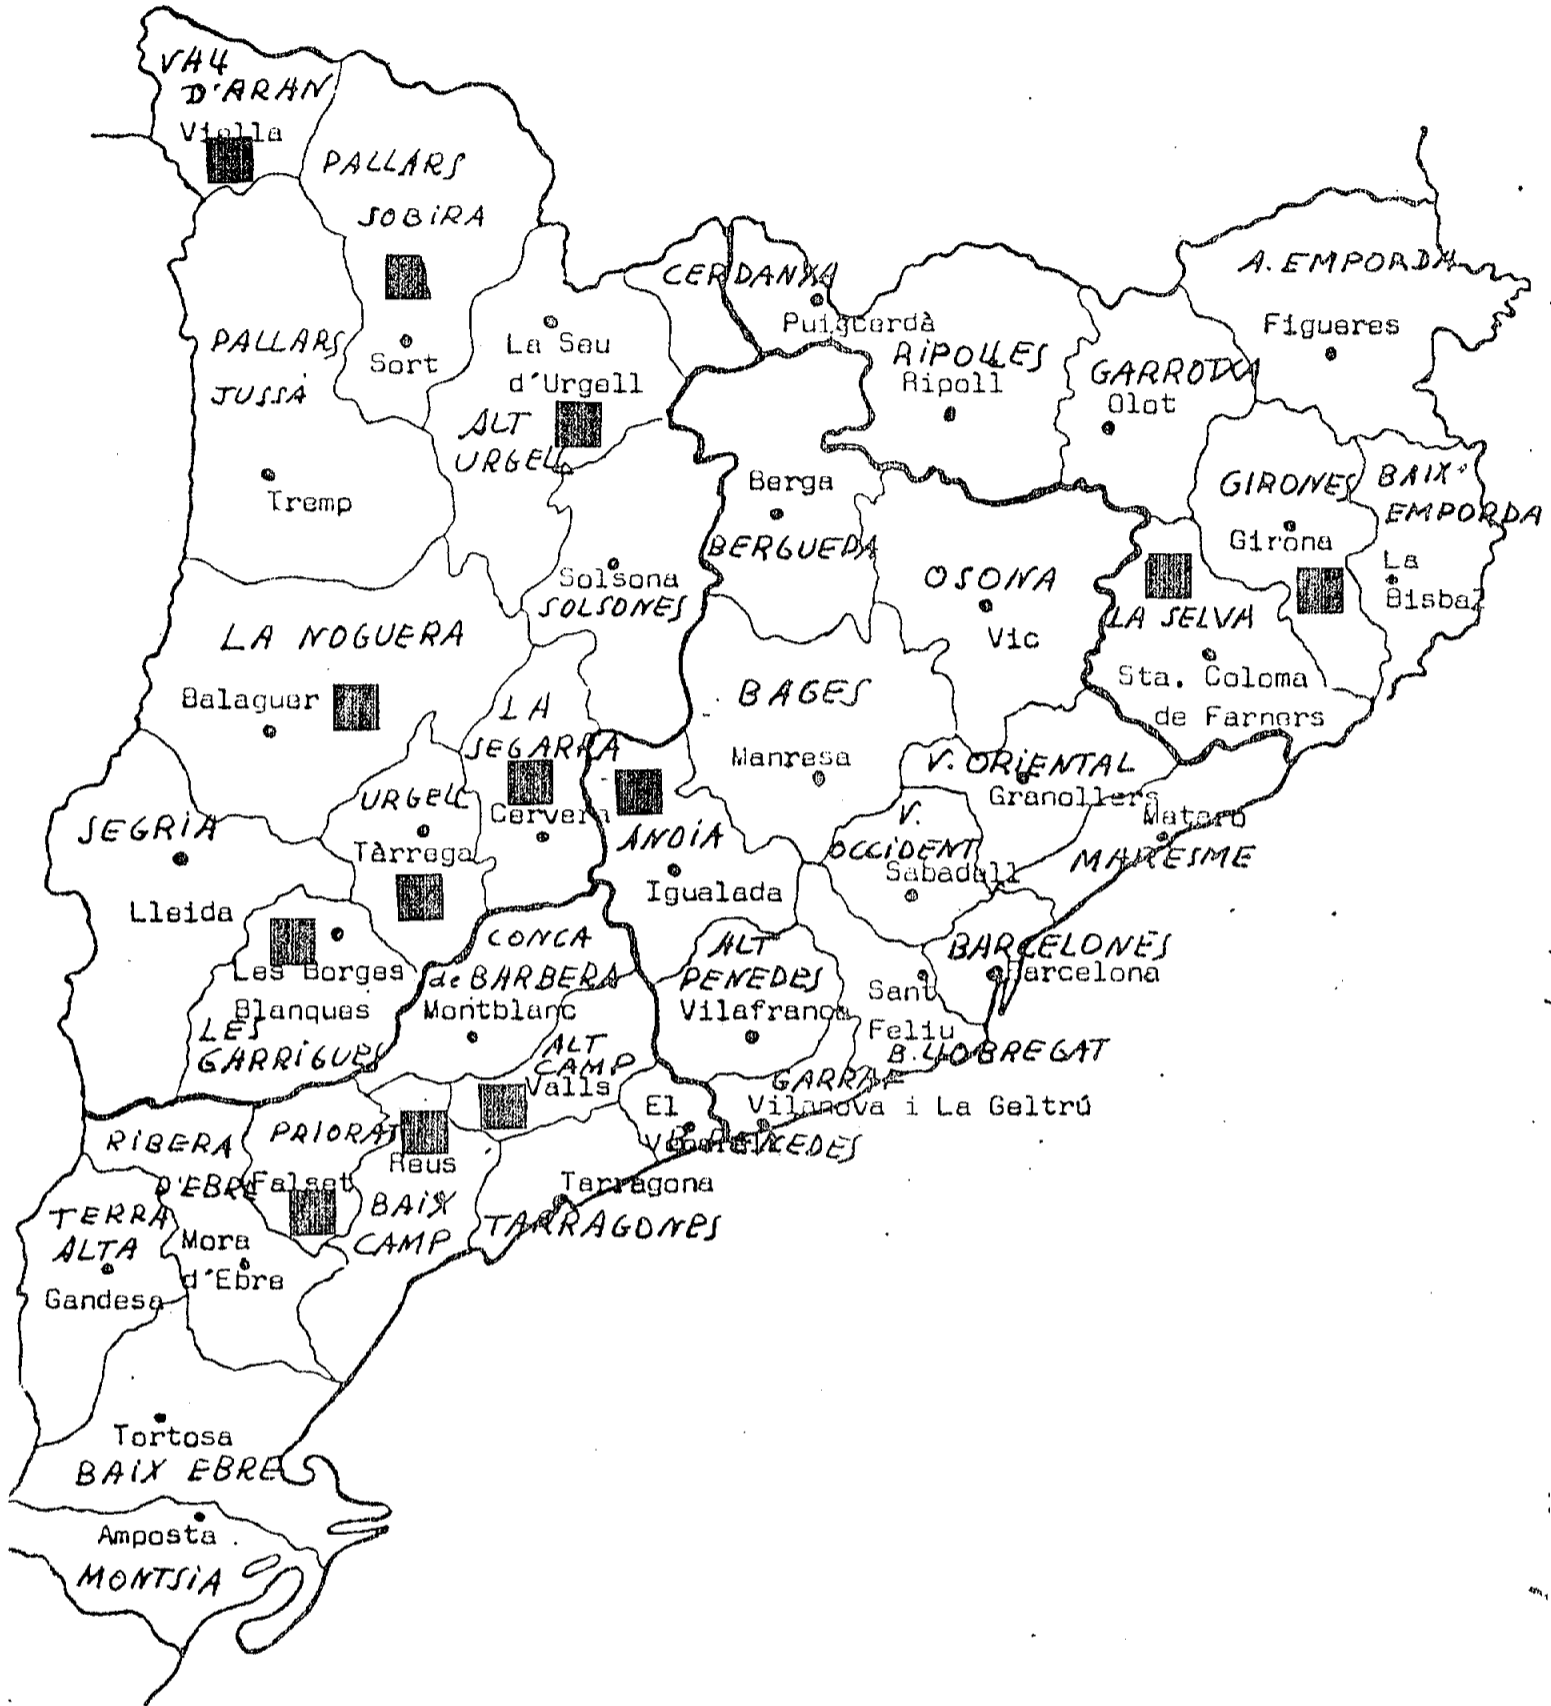 VALL
D'ARAN
Viella
PALLARS
SOBIRA
Sort
PALLARS
JUSSÀ
Tremp
La Seu
d'Urgell
ALT
URGELL
CERDANYA
Puigcerdà
RIPOLLES
Ripoll
GARROTXA
Olot
A. EMPORDA
Figueres
GIRONES
Girona
BAIX
EMPORDA
La
Bisbal
Berga
BERGUEDA
OSONA
Vic
LA SELVA
Sta. Coloma
de Farners
Solsona
SOLSONES
LA NOGUERA
Balaguer
LA
SEGARRA
Cervera
BAGES
Manresa
V. ORIENTAL
Granollers
Mataro
MARESME
V.
OCCIDENT
Sabadell
URGELL
Tàrrega
SEGRIA
Lleida
ANOIA
Igualada
Les Borges
Blanques
LES
GARRIGUES
CONCA
de BARBERA
Montblanc
ALT
PENEDES
Vilafranca
BARCELONES
Barcelona
Sant
Feliu
B. LLOBREGAT
ALT
CAMP
Valls
GARRAF
Vilanova i La Geltrú
El
RIBERA
D'EBRE
Mora
d'Ebre
PRIORAT
Falset
Reus
BAIX
CAMP
Tarragona
TARRAGONES
TERRA
ALTA
Gandesa
Tortosa
BAIX EBRE
Amposta
MONTSIA